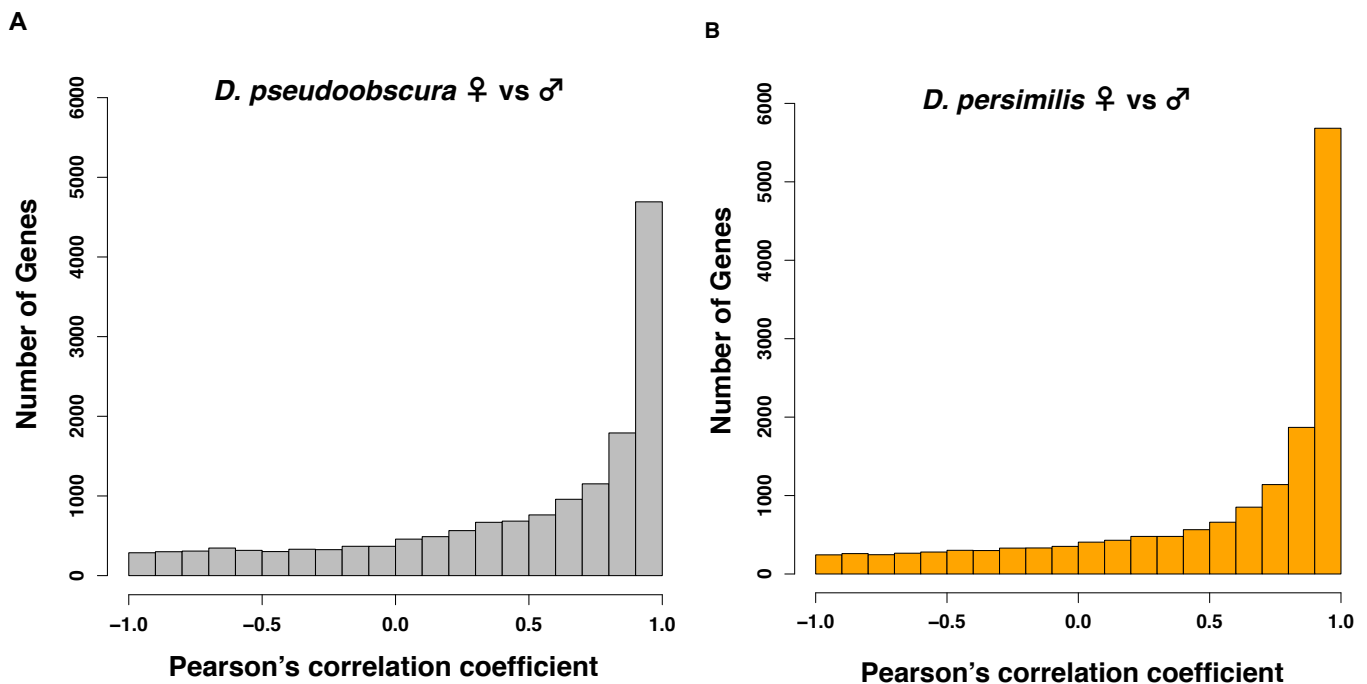 A
D. pseudoobscura ♀ vs ♂
Number of Genes
6000
5000
4000
3000
2000
1000
0
−1.0 −0.5 0.0 0.5 1.0
Pearson’s correlation coefficient
B
D. persimilis ♀ vs ♂
Number of Genes
6000
5000
4000
3000
2000
1000
0
−1.0 −0.5 0.0 0.5 1.0
Pearson’s correlation coefficient